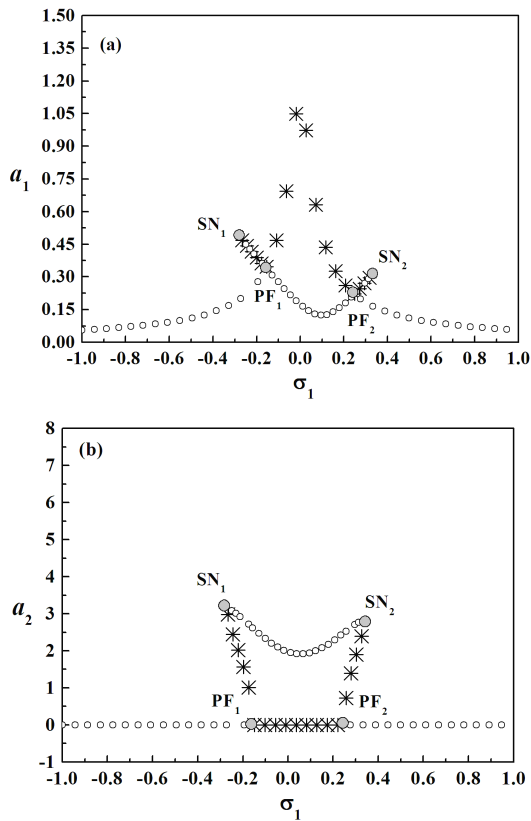 1.50
(a)
1.35
1.20
1.05
0.90
a₁
0.75
0.60
SN₁
0.45
SN₂
0.30
PF₁
0.15
PF₂
0.00
-1.0 -0.8 -0.6 -0.4 -0.2 0.0 0.2 0.4 0.6 0.8 1.0
σ₁
8
(b)
7
6
5
4
SN₁
SN₂
a₂
3
2
1
PF₁
PF₂
0
-1
-1.0 -0.8 -0.6 -0.4 -0.2 0.0 0.2 0.4 0.6 0.8 1.0
σ₁